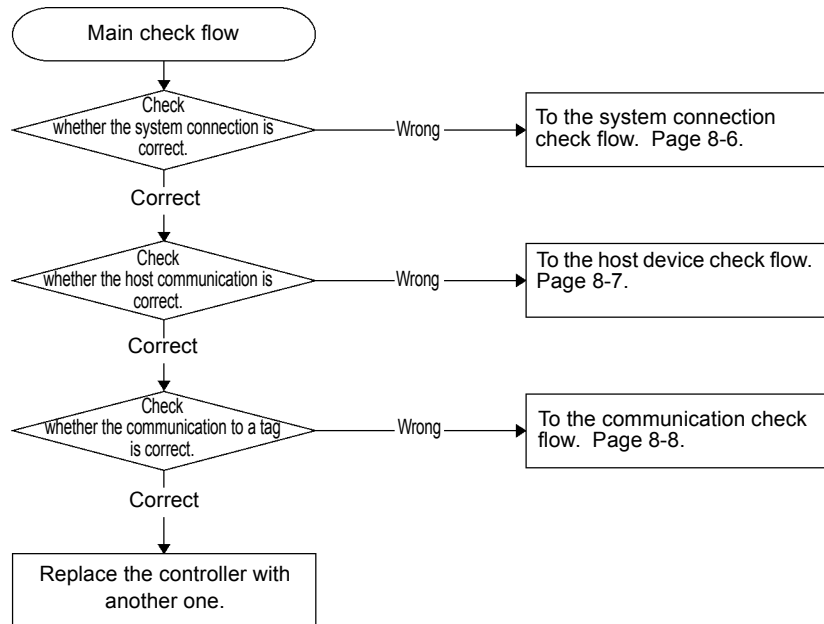 Main check flow
Check
whether the system connection is
correct.
Wrong
To the system connection
check flow.  Page 8-6.
Correct
Check
whether the host communication is
correct.
Wrong
To the host device check flow.
Page 8-7.
Correct
Check
whether the communication to a tag
is correct.
Wrong
To the communication check
flow.  Page 8-8.
Correct
Replace the controller with
another one.